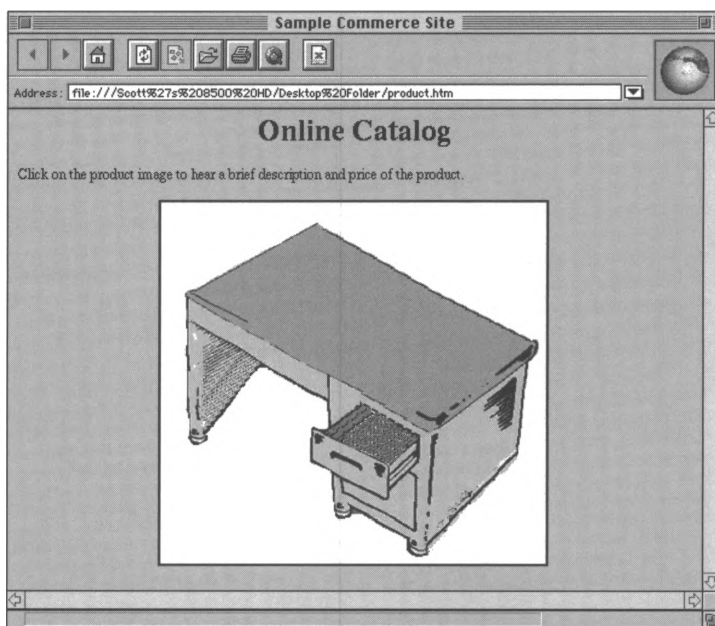 Sample Commerce Site
Address: file:///Scott%27s%208500%20HD/Desktop%20Folder/product.htm
Online Catalog
Click on the product image to hear a brief description and price of the product.